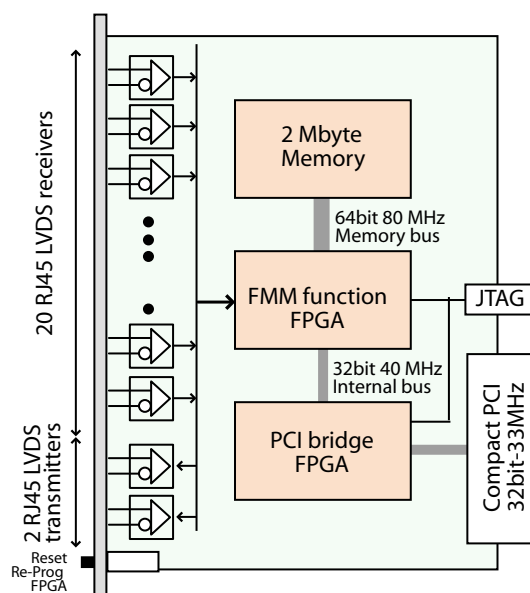 20 RJ45 LVDS receivers
2 RJ45 LVDS
transmitters
Reset
Re-Prog
FPGA
2 Mbyte
Memory
64bit 80 MHz
Memory bus
FMM function
FPGA
32bit 40 MHz
Internal bus
PCI bridge
FPGA
JTAG
Compact PCI
32bit-33MHz